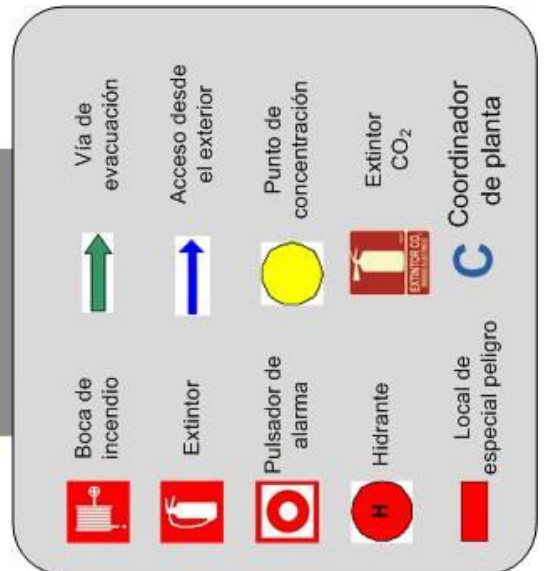 Boca de
incendio
Extintor
Pulsador de
alarma
H
Hidrante
Local de
especial peligro
Vía de
evacuación
Acceso desde
el exterior
Punto de
concentración
EXTINTOR CO₂
Extintor
CO₂
C Coordinador
de planta